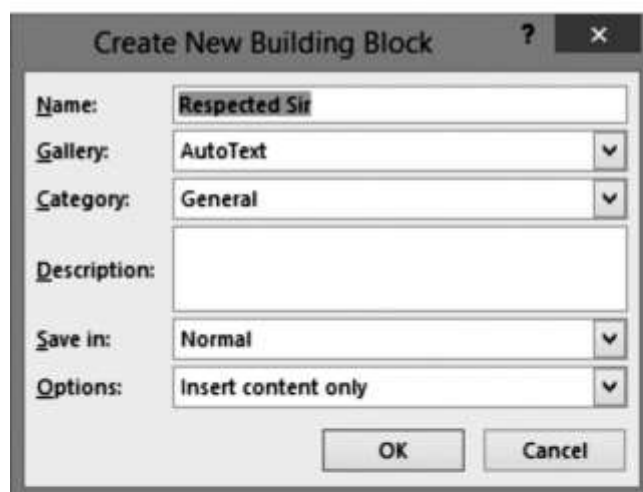 Create New Building Block ? ×
Name: Respected Sir
Gallery: AutoText
Category: General
Description:
Save in: Normal
Options: Insert content only
OK Cancel